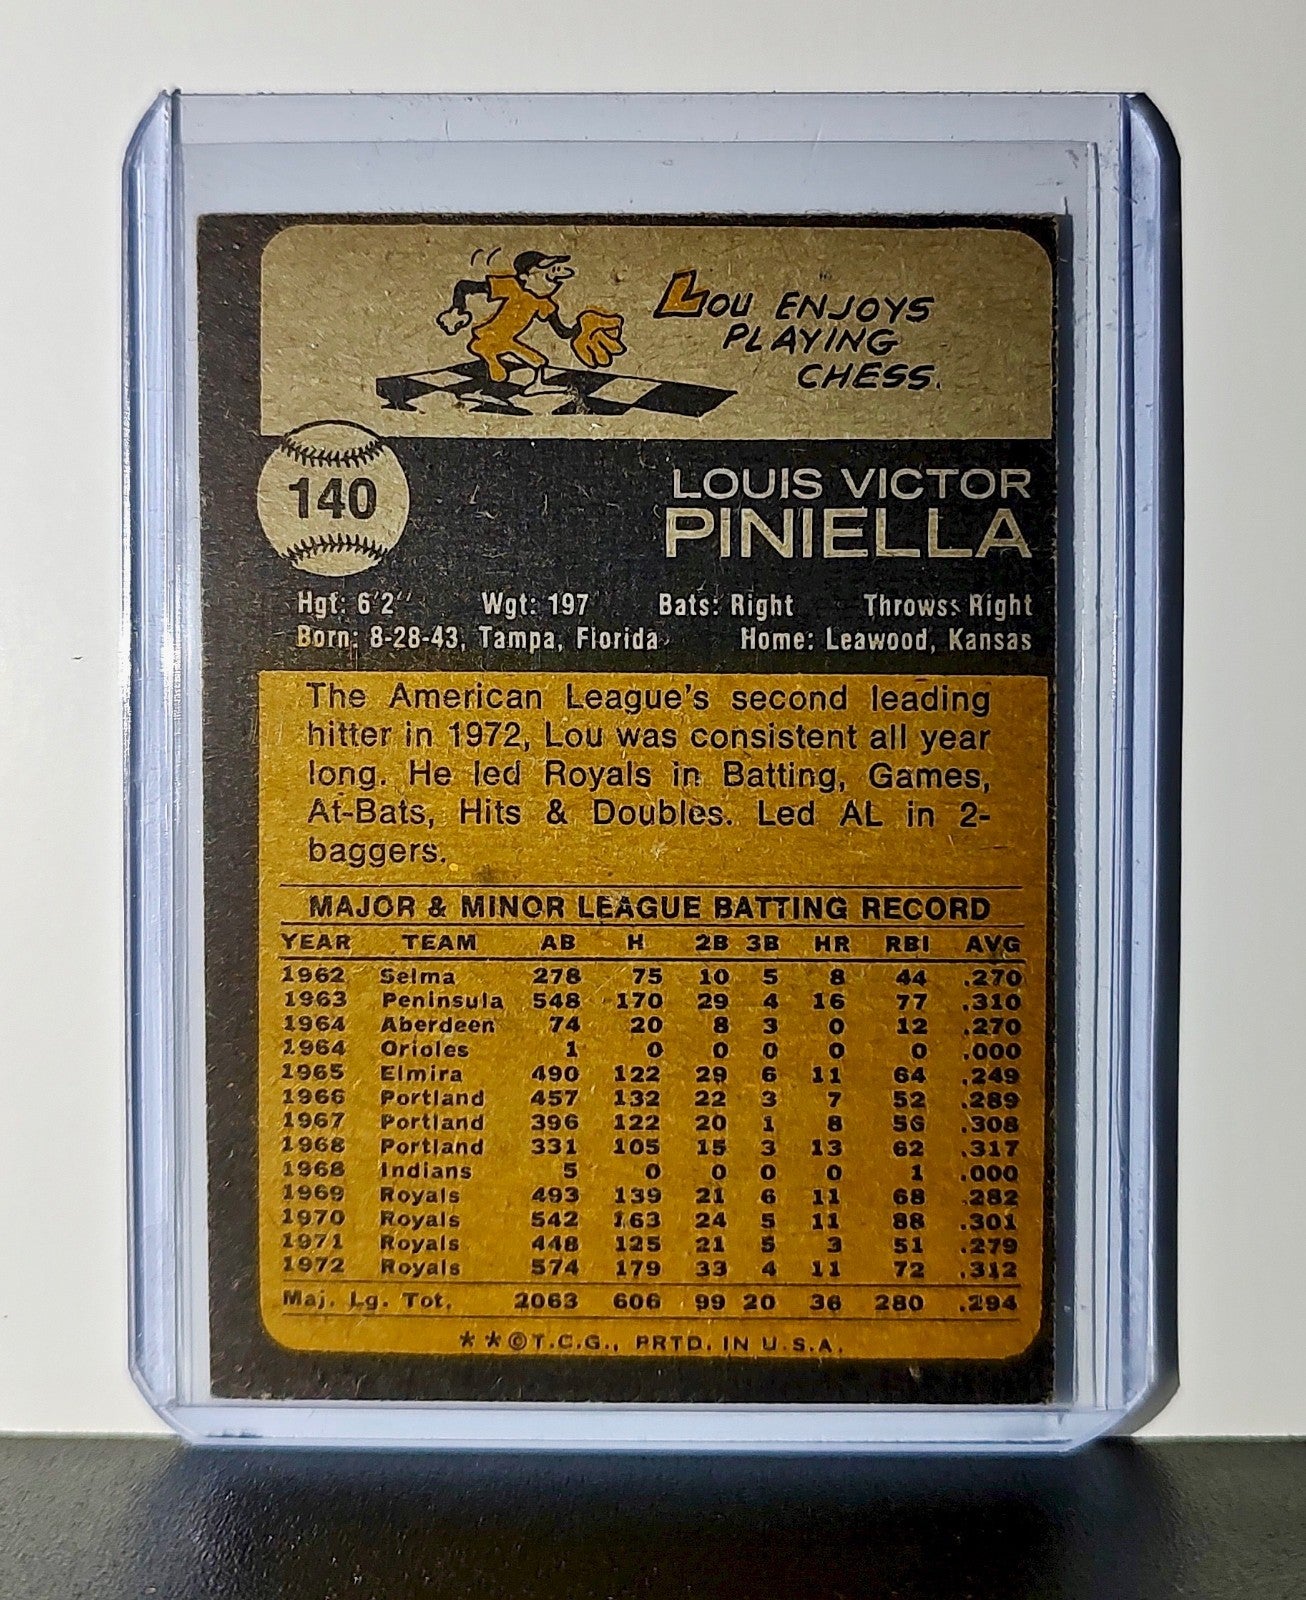 LOU ENJOYS
PLAYING
CHESS.
140
LOUIS VICTOR
PINIELLA
Hgt: 6'2" Wgt: 197 Bats: Right Throws: Right
Born: 8-28-43, Tampa, Florida Home: Leawood, Kansas
The American League's second leading
hitter in 1972, Lou was consistent all year
long. He led Royals in Batting, Games,
At-Bats, Hits & Doubles. Led AL in 2-
baggers.
MAJOR & MINOR LEAGUE BATTING RECORD
YEAR TEAM AB H 2B 3B HR RBI AVG
1962 Selma 278 75 10 5 8 44 .270
1963 Peninsula 548 170 29 4 16 77 .310
1964 Aberdeen 74 20 8 3 0 12 .270
1964 Orioles 1 0 0 0 0 0 .000
1965 Elmira 490 122 29 6 11 64 .249
1966 Portland 457 132 22 3 7 52 .289
1967 Portland 396 122 20 1 8 56 .308
1968 Portland 331 105 15 3 13 62 .317
1968 Indians 5 0 0 0 0 1 .000
1969 Royals 493 139 21 6 11 68 .282
1970 Royals 542 163 24 5 11 88 .301
1971 Royals 448 125 21 5 3 51 .279
1972 Royals 574 179 33 4 11 72 .312
Maj. Lg. Tot. 2063 606 99 20 36 280 .294
**©T.C.G., PRTD. IN U.S.A.